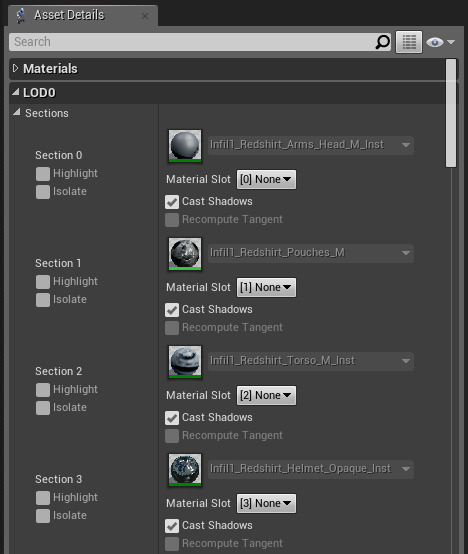 Asset Details
Search
Materials
LOD0
Sections
Section 0
Highlight
Isolate
Infil1_Redshirt_Arms_Head_M_Inst
Material Slot [0] None
Cast Shadows
Recompute Tangent
Section 1
Highlight
Isolate
Infil1_Redshirt_Pouches_M
Material Slot [1] None
Cast Shadows
Recompute Tangent
Section 2
Highlight
Isolate
Infil1_Redshirt_Torso_M_Inst
Material Slot [2] None
Cast Shadows
Recompute Tangent
Section 3
Highlight
Isolate
Infil1_Redshirt_Helmet_Opaque_Inst
Material Slot [3] None
Cast Shadows
Recompute Tangent